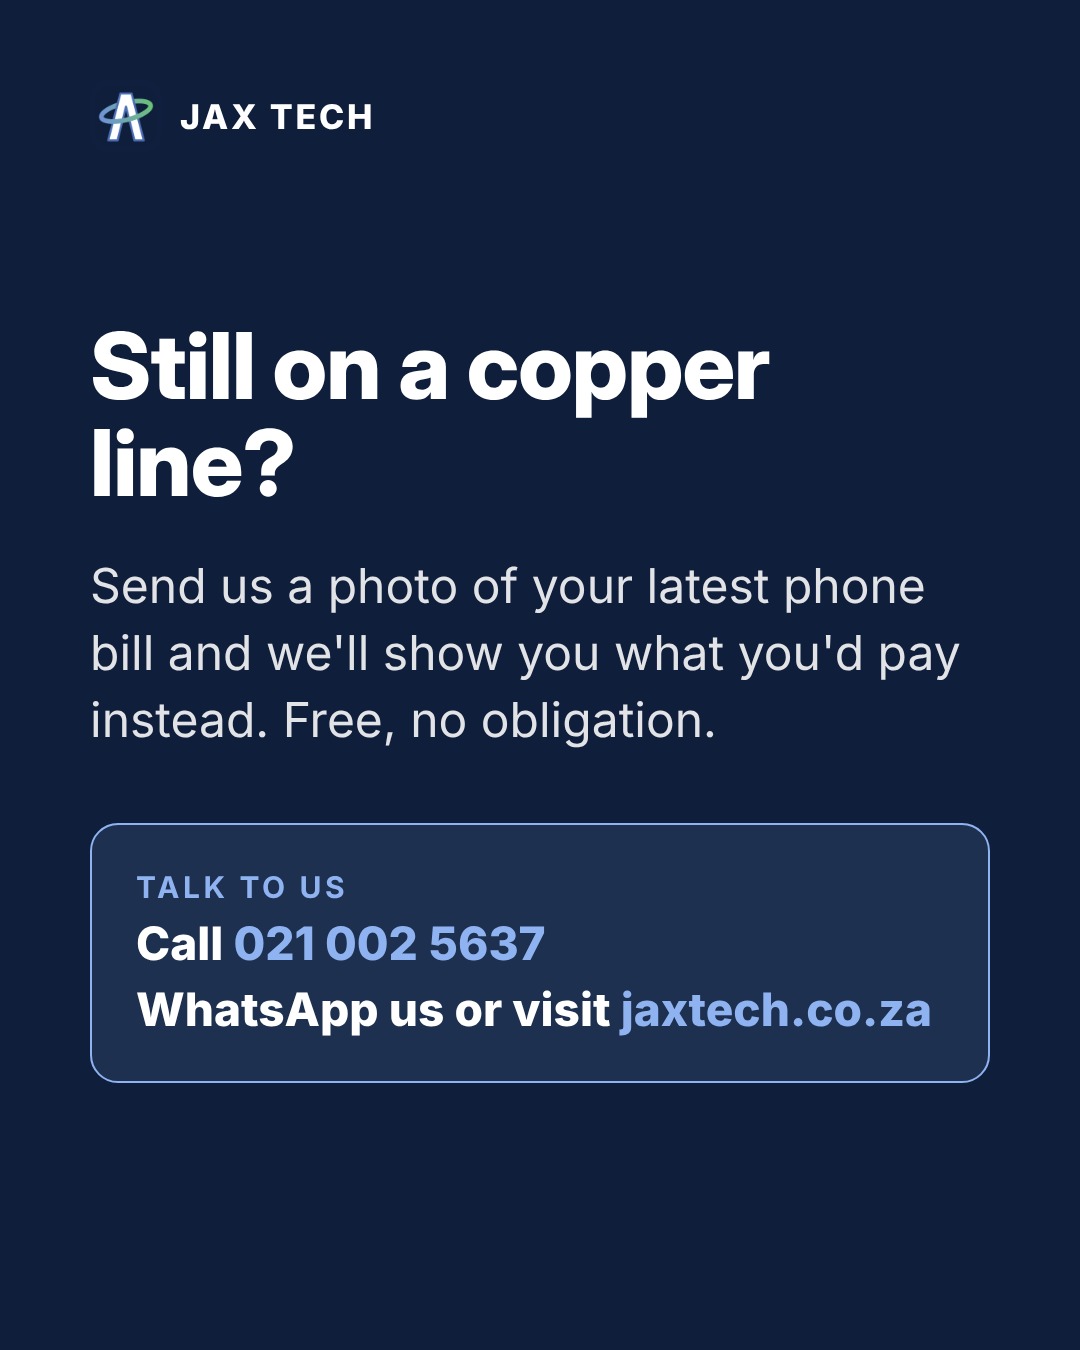 JAX TECH
Still on a copper
line?
Send us a photo of your latest phone
bill and we'll show you what you'd pay
instead. Free, no obligation.
TALK TO US
Call 021 002 5637
WhatsApp us or visit jaxtech.co.za